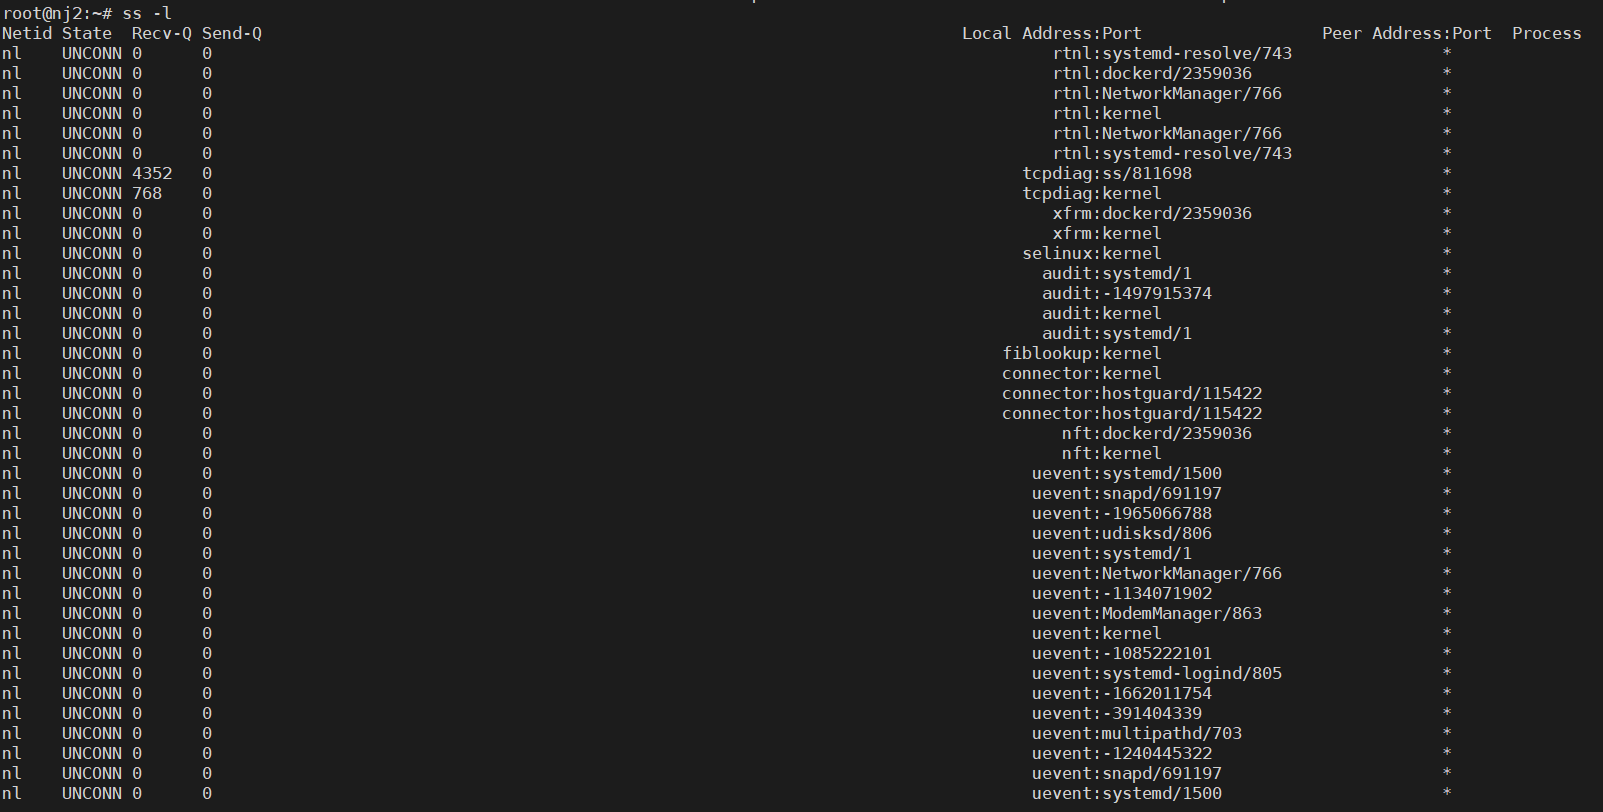 root@nj2:~# ss -l
Netid State  Recv-Q Send-Q Local Address:Port Peer Address:Port Process
nl UNCONN 0 0 rtnl:systemd-resolve/743 *
nl UNCONN 0 0 rtnl:dockerd/2359036 *
nl UNCONN 0 0 rtnl:NetworkManager/766 *
nl UNCONN 0 0 rtnl:kernel *
nl UNCONN 0 0 rtnl:NetworkManager/766 *
nl UNCONN 0 0 rtnl:systemd-resolve/743 *
nl UNCONN 4352 0 tcpdiag:ss/811698 *
nl UNCONN 768 0 tcpdiag:kernel *
nl UNCONN 0 0 xfrm:dockerd/2359036 *
nl UNCONN 0 0 xfrm:kernel *
nl UNCONN 0 0 selinux:kernel *
nl UNCONN 0 0 audit:systemd/1 *
nl UNCONN 0 0 audit:-1497915374 *
nl UNCONN 0 0 audit:kernel *
nl UNCONN 0 0 audit:systemd/1 *
nl UNCONN 0 0 fiblookup:kernel *
nl UNCONN 0 0 connector:kernel *
nl UNCONN 0 0 connector:hostguard/115422 *
nl UNCONN 0 0 connector:hostguard/115422 *
nl UNCONN 0 0 nft:dockerd/2359036 *
nl UNCONN 0 0 nft:kernel *
nl UNCONN 0 0 uevent:systemd/1500 *
nl UNCONN 0 0 uevent:snapd/691197 *
nl UNCONN 0 0 uevent:-1965066788 *
nl UNCONN 0 0 uevent:udisksd/806 *
nl UNCONN 0 0 uevent:systemd/1 *
nl UNCONN 0 0 uevent:NetworkManager/766 *
nl UNCONN 0 0 uevent:-1134071902 *
nl UNCONN 0 0 uevent:ModemManager/863 *
nl UNCONN 0 0 uevent:kernel *
nl UNCONN 0 0 uevent:-1085222101 *
nl UNCONN 0 0 uevent:systemd-logind/805 *
nl UNCONN 0 0 uevent:-1662011754 *
nl UNCONN 0 0 uevent:-391404339 *
nl UNCONN 0 0 uevent:multipathd/703 *
nl UNCONN 0 0 uevent:-1240445322 *
nl UNCONN 0 0 uevent:snapd/691197 *
nl UNCONN 0 0 uevent:systemd/1500 *